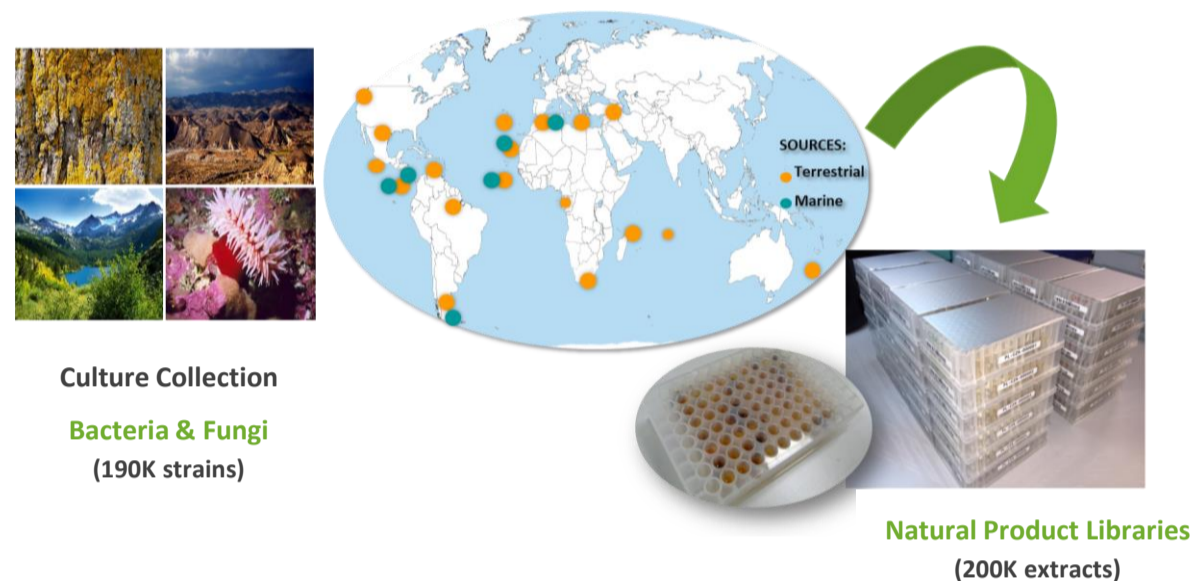 SOURCES:
Terrestrial
Marine
Culture Collection
Bacteria & Fungi
(190K strains)
Natural Product Libraries
(200K extracts)